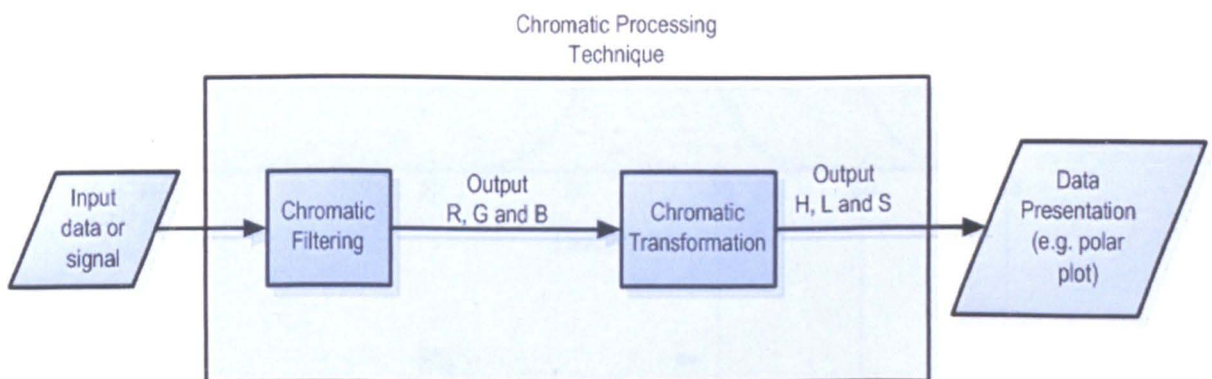 Chromatic Processing
Technique
Input
data or
signal
Chromatic
Filtering
Output
R, G and B
Chromatic
Transformation
Output
H, L and S
Data
Presentation
(e.g. polar
plot)